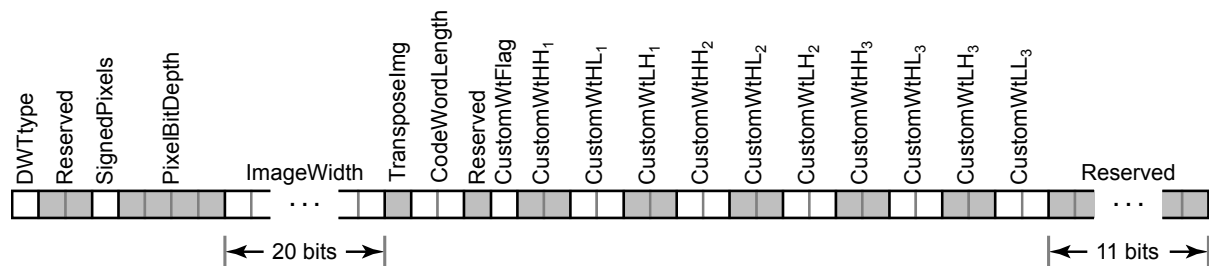 DWTtype
Reserved
SignedPixels
PixelBitDepth
ImageWidth
TransposeImg
CodeWordLength
Reserved
CustomWtFlag
CustomWtHH₁
CustomWtHL₁
CustomWtLH₁
CustomWtHH₂
CustomWtHL₂
CustomWtLH₂
CustomWtHH₃
CustomWtHL₃
CustomWtLH₃
CustomWtLL₃
Reserved
· · ·
· · ·
20 bits
11 bits